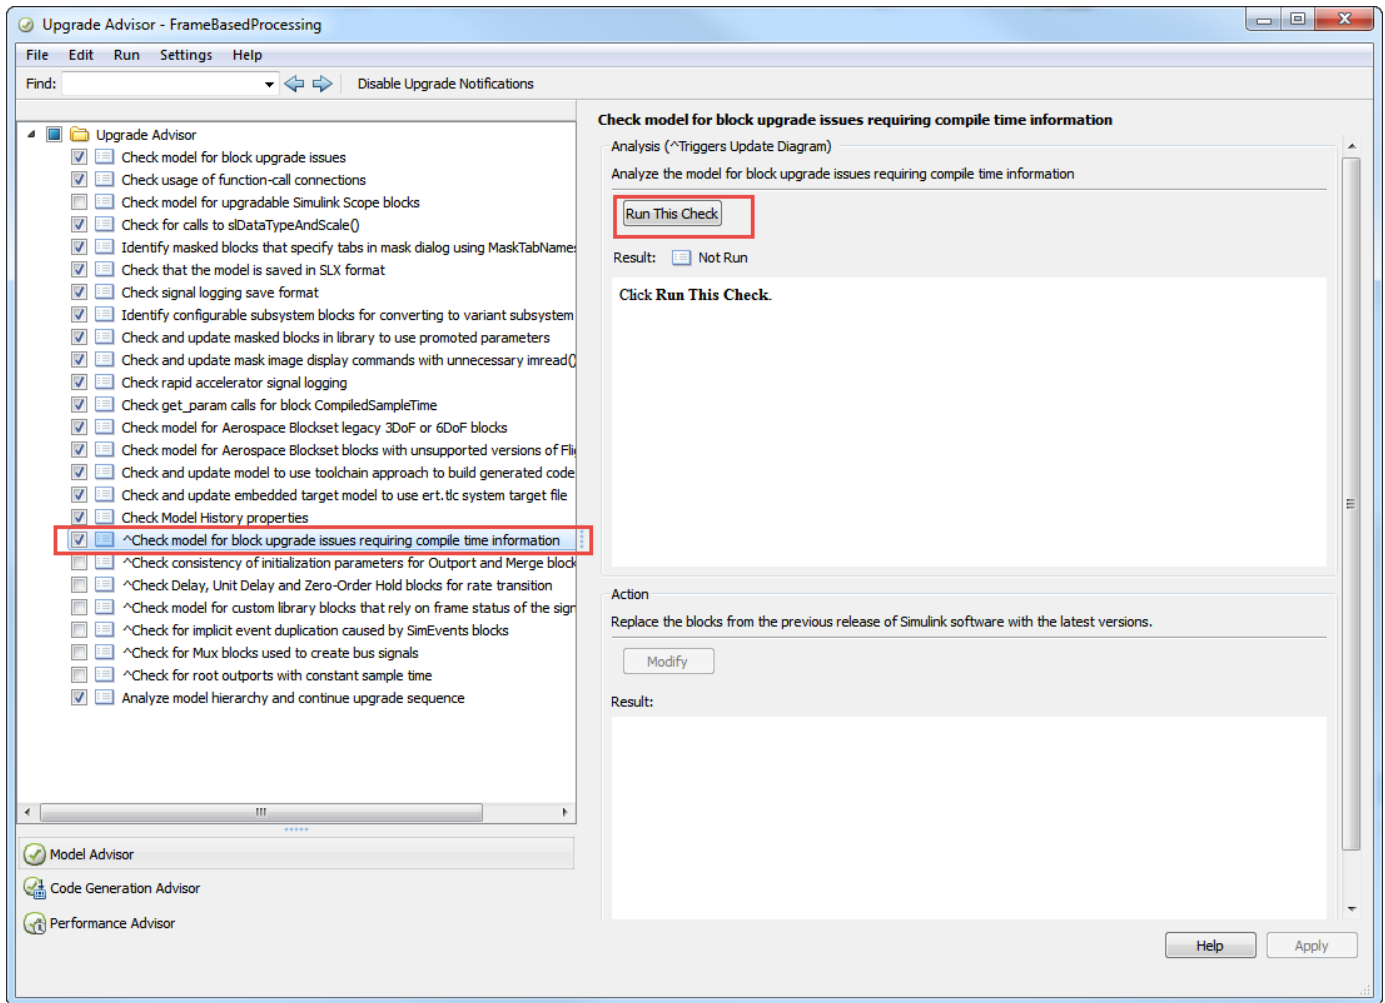 Upgrade Advisor - FrameBasedProcessing
File Edit Run Settings Help
Find: Disable Upgrade Notifications
Upgrade Advisor
Check model for block upgrade issues
Check usage of function-call connections
Check model for upgradable Simulink Scope blocks
Check for calls to slDataTypeAndScale()
Identify masked blocks that specify tabs in mask dialog using MaskTabNames
Check that the model is saved in SLX format
Check signal logging save format
Identify configurable subsystem blocks for converting to variant subsystem
Check and update masked blocks in library to use promoted parameters
Check and update mask image display commands with unnecessary imread()
Check rapid accelerator signal logging
Check get_param calls for block CompiledSampleTime
Check model for Aerospace Blockset legacy 3DoF or 6DoF blocks
Check model for Aerospace Blockset blocks with unsupported versions of Fli
Check and update model to use toolchain approach to build generated code
Check and update embedded target model to use ert.tlc system target file
Check Model History properties
^Check model for block upgrade issues requiring compile time information
^Check consistency of initialization parameters for Outport and Merge block
^Check Delay, Unit Delay and Zero-Order Hold blocks for rate transition
^Check model for custom library blocks that rely on frame status of the sign
^Check for implicit event duplication caused by SimEvents blocks
^Check for Mux blocks used to create bus signals
^Check for root outports with constant sample time
Analyze model hierarchy and continue upgrade sequence
Model Advisor
Code Generation Advisor
Performance Advisor
Check model for block upgrade issues requiring compile time information
Analysis (^Triggers Update Diagram)
Analyze the model for block upgrade issues requiring compile time information
Run This Check
Result: Not Run
Click Run This Check.
Action
Replace the blocks from the previous release of Simulink software with the latest versions.
Modify
Result:
Help Apply